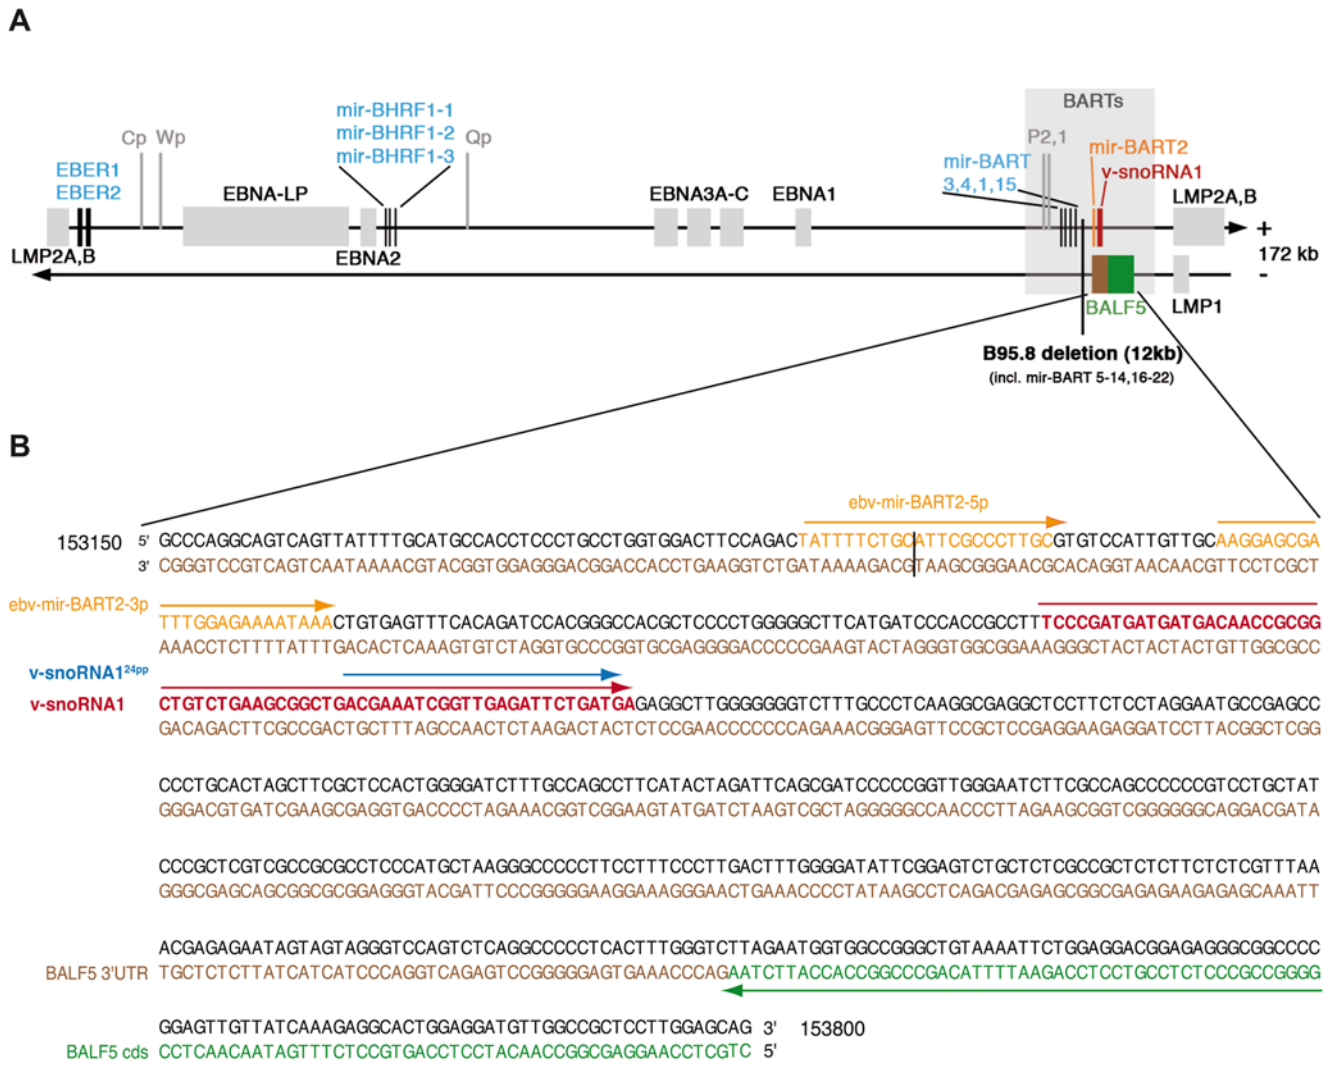 A
mir-BHRF1-1
mir-BHRF1-2
mir-BHRF1-3
BARTs
Cp Wp
Qp
P2,1
mir-BART2
EBER1
EBER2
mir-BART
3,4,1,15
v-snoRNA1
EBNA-LP
EBNA3A-C
EBNA1
LMP2A,B
+
LMP2A,B
EBNA2
172 kb
-
BALF5
LMP1
B95.8 deletion (12kb)
(incl. mir-BART 5-14,16-22)
B
ebv-mir-BART2-5p
153150 5' GCCCAGGCAGTCAGTTATTTTGCATGCCACCTCCCTGCCTGGTGGACTTCCAGACTATTTTCTGCATTCGCCCTTGCGTGTCCATTGTTGCAAGGAGCGA
3' CGGGTCCGTCAGTCAATAAAACGTACGGTGGAGGGACGGACCACCTGAAGGTCTGATAAAAGACGTAAGCGGGAACGCACAGGTAACAACGTTCCTCGCT
ebv-mir-BART2-3p
TTTGGAGAAAATAAACTGTGAGTTTCACAGATCCACGGGCCACGCTCCCCTGGGGGCTTCATGATCCCACCGCCTTTCCCGATGATGATGACAACCGCGG
AAACCTCTTTTATTTGACACTCAAAGTGTCTAGGTGCCCGGTGCGAGGGGACCCCCGAAGTACTAGGGTGGCGGAAAGGGCTACTACTACTGTTGGCGCC
v-snoRNA1²⁴ᵖᵖ
v-snoRNA1 CTGTCTGAAGCGGCTGACGAAATCGGTTGAGATTCTGATGAGAGGCTTGGGGGGGTCTTTGCCCTCAAGGCGAGGCTCCTTCTCCTAGGAATGCCGAGCC
GACAGACTTCGCCGACTGCTTTAGCCAACTCTAAGACTACTCTCCGAACCCCCCCAGAAACGGGAGTTCCGCTCCGAGGAAGAGGATCCTTACGGCTCGG
CCCTGCACTAGCTTCGCTCCACTGGGGATCTTTGCCAGCCTTCATACTAGATTCAGCGATCCCCCGGTTGGGAATCTTCGCCAGCCCCCCGTCCTGCTAT
GGGACGTGATCGAAGCGAGGTGACCCCTAGAAACGGTCGGAAGTATGATCTAAGTCGCTAGGGGGCCAACCCTTAGAAGCGGTCGGGGGGCAGGACGATA
CCCGCTCGTCGCCGCGCCTCCCATGCTAAGGGCCCCCTTCCTTTCCCTTGACTTTGGGGATATTCGGAGTCTGCTCTCGCCGCTCTCTTCTCTCGTTTAA
GGGCGAGCAGCGGCGCGGAGGGTACGATTCCCGGGGGAAGGAAAGGGAACTGAAACCCCTATAAGCCTCAGACGAGAGCGGCGAGAGAAGAGAGCAAATT
ACGAGAGAATAGTAGTAGGGTCCAGTCTCAGGCCCCCTCACTTTGGGTCTTAGAATGGTGGCCGGGCTGTAAAATTCTGGAGGACGGAGAGGGCGGCCCC
BALF5 3'UTR TGCTCTCTTATCATCATCCCAGGTCAGAGTCCGGGGGAGTGAAACCCAGAATCTTACCACCGGCCCGACATTTTAAGACCTCCTGCCTCTCCCGCCGGGG
GGAGTTGTTATCAAAGAGGCACTGGAGGATGTTGGCCGCTCCTTGGAGCAG 3' 153800
BALF5 cds CCTCAACAATAGTTTCTCCGTGACCTCCTACAACCGGCGAGGAACCTCGTC 5'